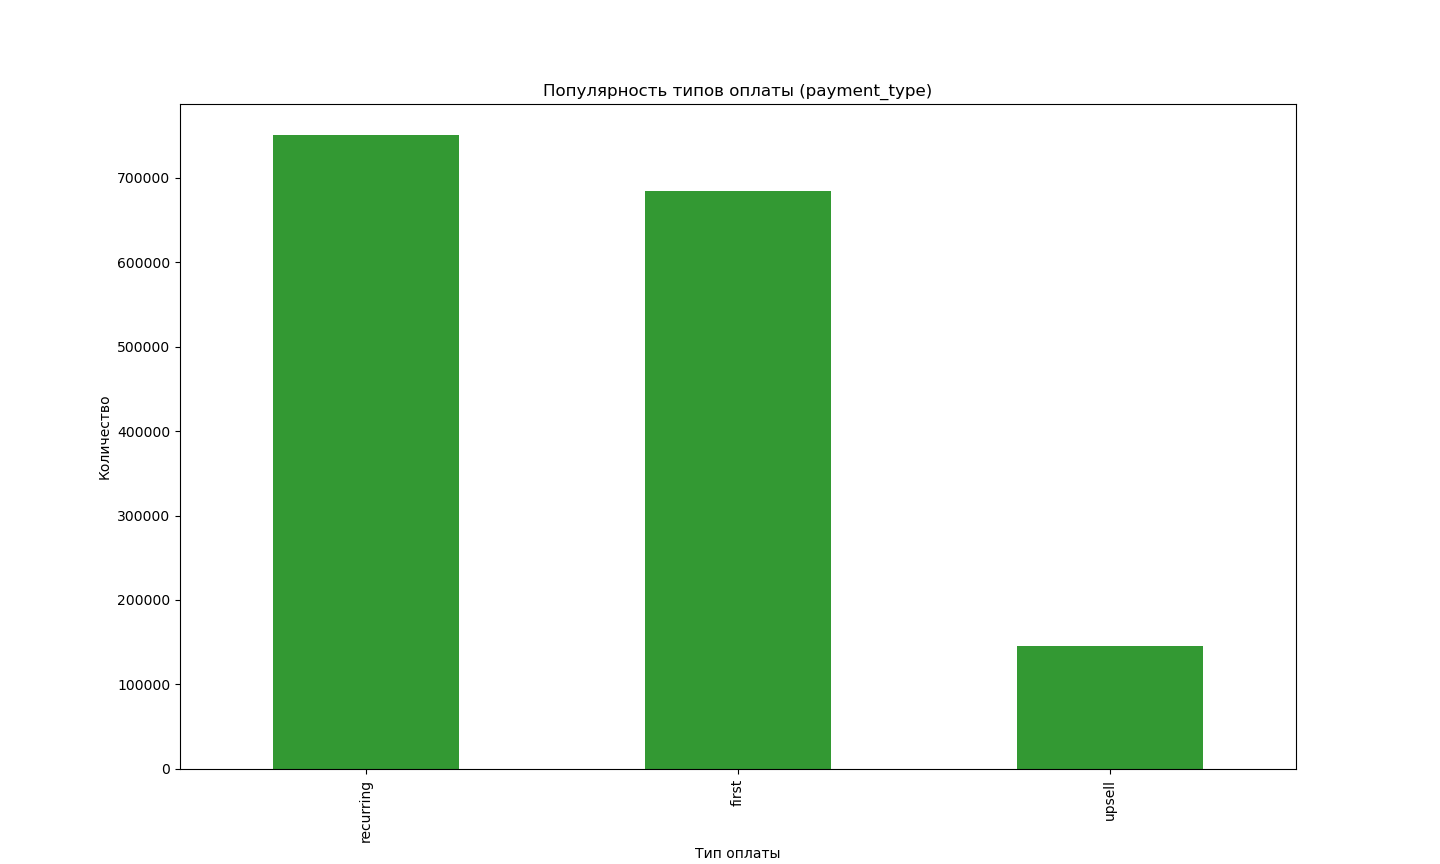 Популярность типов оплаты (payment_type)
Количество
700000
600000
500000
400000
300000
200000
100000
0
recurring
first
upsell
Тип оплаты